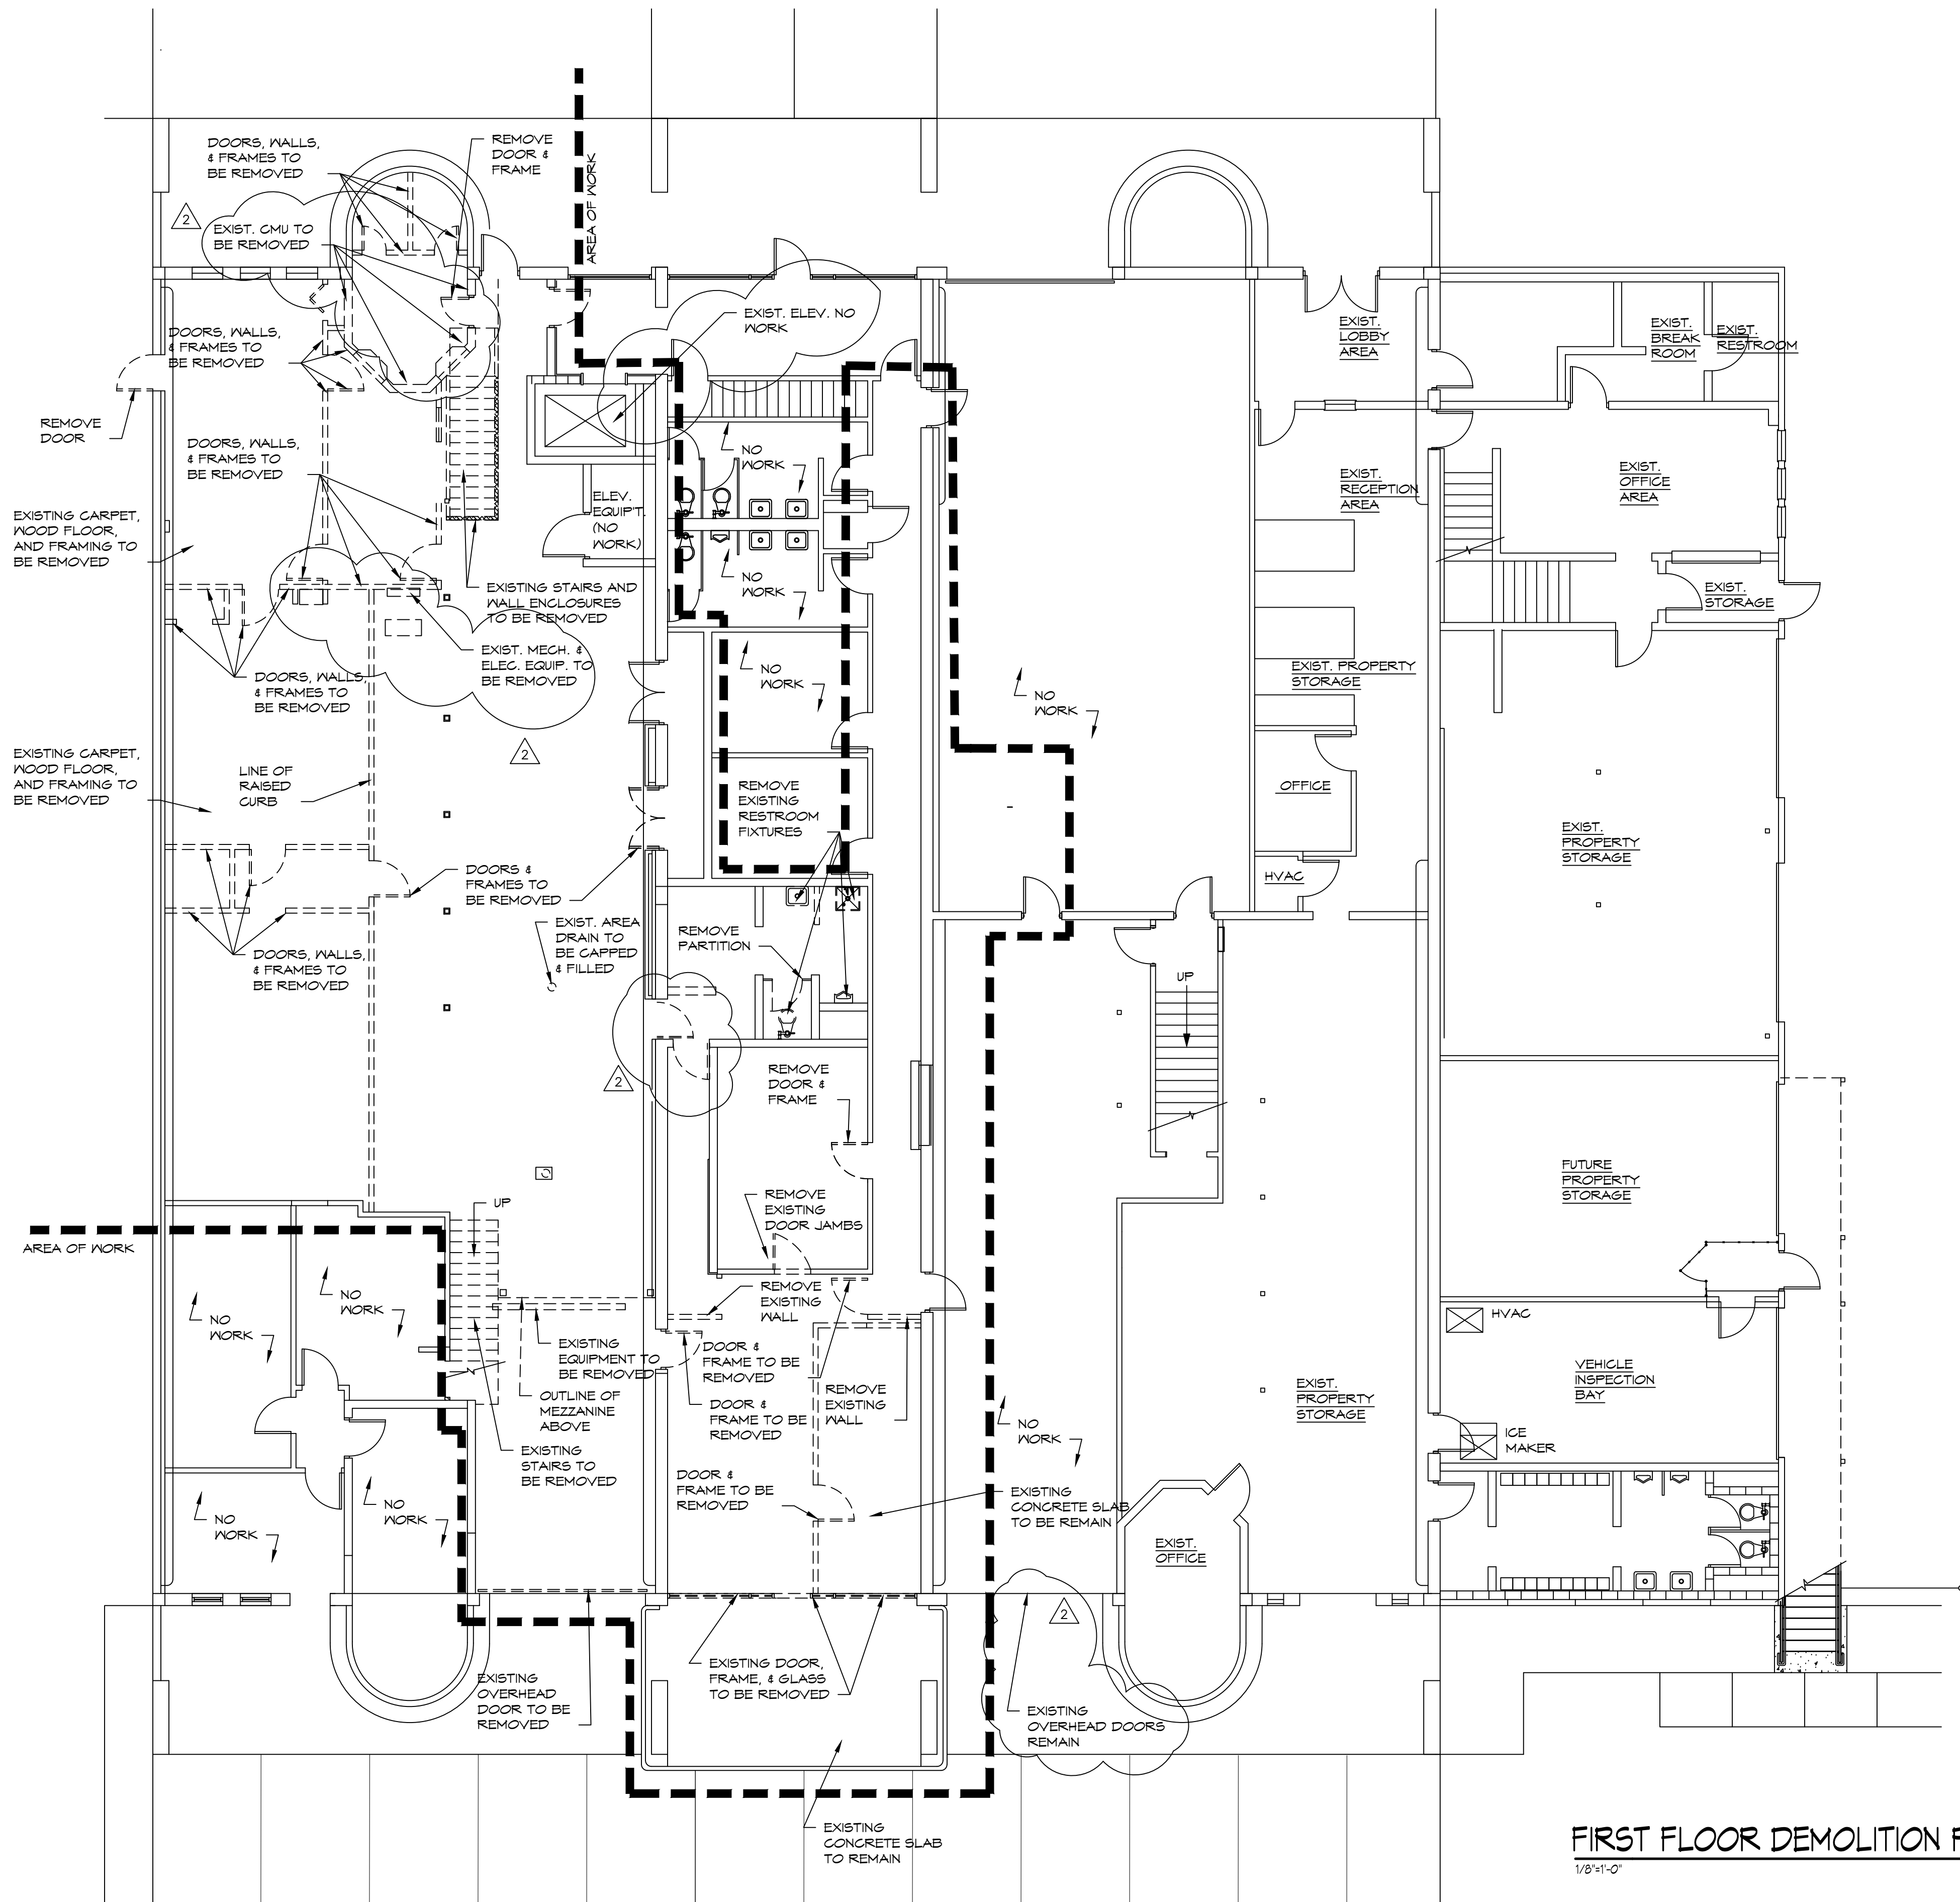 DOORS, WALLS,
& FRAMES TO
BE REMOVED
REMOVE
DOOR &
FRAME
AREA OF WORK
2
EXIST. CMU TO
BE REMOVED
EXIST. ELEV. NO
WORK
DOORS, WALLS,
& FRAMES TO
BE REMOVED
REMOVE
DOOR
DOORS, WALLS,
& FRAMES TO
BE REMOVED
EXISTING CARPET,
WOOD FLOOR,
AND FRAMING TO
BE REMOVED
ELEV.
EQUIP'T.
(NO
WORK)
NO
WORK
NO
WORK
EXISTING STAIRS AND
WALL ENCLOSURES
TO BE REMOVED
EXIST. MECH. &
ELEC. EQUIP. TO
BE REMOVED
DOORS, WALLS,
& FRAMES TO
BE REMOVED
NO
WORK
NO
WORK
2
EXISTING CARPET,
WOOD FLOOR,
AND FRAMING TO
BE REMOVED
LINE OF
RAISED
CURB
REMOVE
EXISTING
RESTROOM
FIXTURES
DOORS &
FRAMES TO
BE REMOVED
EXIST. AREA
DRAIN TO
BE CAPPED
& FILLED
REMOVE
PARTITION
DOORS, WALLS,
& FRAMES TO
BE REMOVED
2
REMOVE
DOOR &
FRAME
REMOVE
EXISTING
DOOR JAMBS
UP
AREA OF WORK
NO
WORK
NO
WORK
REMOVE
EXISTING
WALL
EXISTING
EQUIPMENT TO
BE REMOVED
DOOR &
FRAME TO BE
REMOVED
OUTLINE OF
MEZZANINE
ABOVE
DOOR &
FRAME TO BE
REMOVED
REMOVE
EXISTING
WALL
EXISTING
STAIRS TO
BE REMOVED
DOOR &
FRAME TO BE
REMOVED
NO
WORK
NO
WORK
NO
WORK
EXISTING
CONCRETE SLAB
TO BE REMAIN
EXISTING
OVERHEAD
DOOR TO BE
REMOVED
EXISTING DOOR,
FRAME, & GLASS
TO BE REMOVED
2
EXISTING
OVERHEAD DOORS
REMAIN
EXISTING
CONCRETE SLAB
TO REMAIN
EXIST.
LOBBY
AREA
EXIST.
BREAK
ROOM
EXIST.
RESTROOM
EXIST.
RECEPTION
AREA
EXIST.
OFFICE
AREA
EXIST.
STORAGE
EXIST. PROPERTY
STORAGE
OFFICE
HVAC
EXIST.
PROPERTY
STORAGE
UP
FUTURE
PROPERTY
STORAGE
HVAC
VEHICLE
INSPECTION
BAY
EXIST.
PROPERTY
STORAGE
ICE
MAKER
EXIST.
OFFICE
FIRST FLOOR DEMOLITION
1/8"=1'-0"